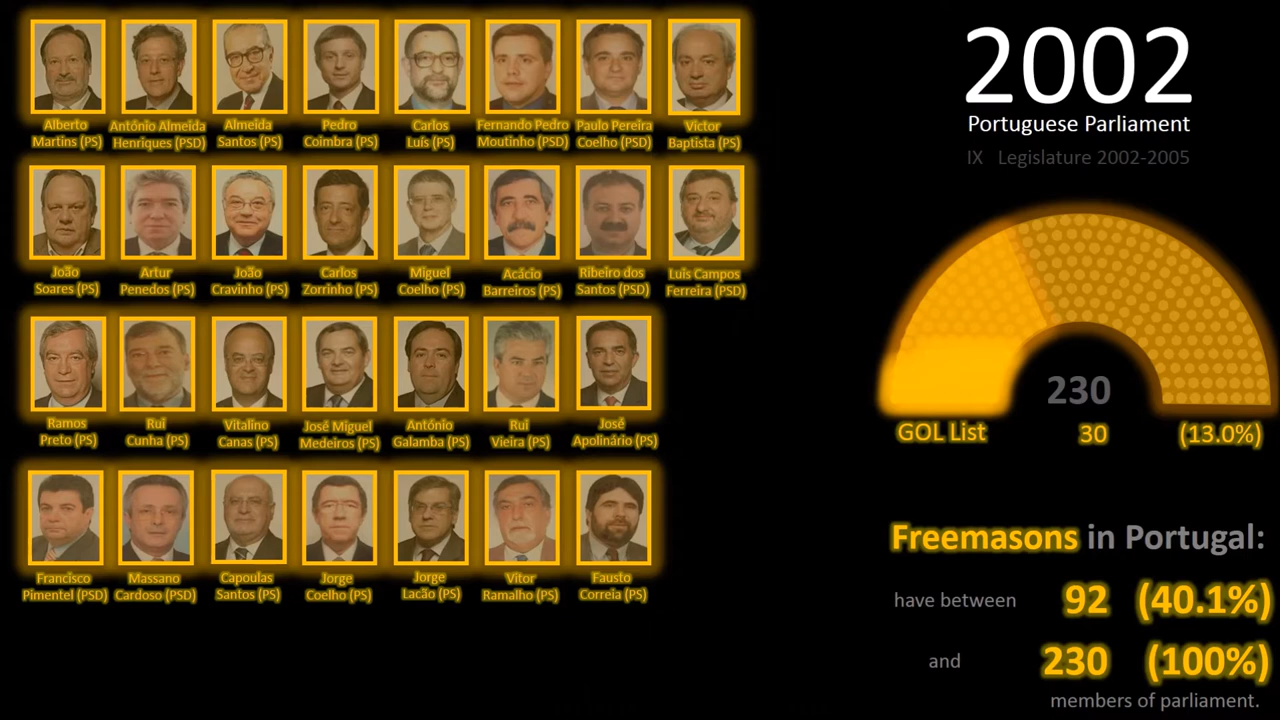 Alberto
Martins (PS)
António Almeida
Henriques (PSD)
Almeida
Santos (PS)
Pedro
Coimbra (PS)
Carlos
Luís (PS)
Fernando Pedro
Moutinho (PSD)
Paulo Pereira
Coelho (PSD)
Victor
Baptista (PS)
João
Soares (PS)
Artur
Penedos (PS)
João
Cravinho (PS)
Carlos
Zorrinho (PS)
Miguel
Coelho (PS)
Acácio
Barreiros (PS)
Ribeiro dos
Santos (PSD)
Luis Campos
Ferreira (PSD)
Ramos
Preto (PS)
Rui
Cunha (PS)
Vitalino
Canas (PS)
José Miguel
Medeiros (PS)
António
Galamba (PS)
Rui
Vieira (PS)
José
Apolinário (PS)
Francisco
Pimentel (PSD)
Massano
Cardoso (PSD)
Capoulas
Santos (PS)
Jorge
Coelho (PS)
Jorge
Lacão (PS)
Vitor
Ramalho (PS)
Fausto
Correia (PS)
2002
Portuguese Parliament
IX Legislature 2002-2005
230
GOL List 30 (13.0%)
Freemasons in Portugal:
have between 92 (40.1%)
and 230 (100%)
members of parliament.